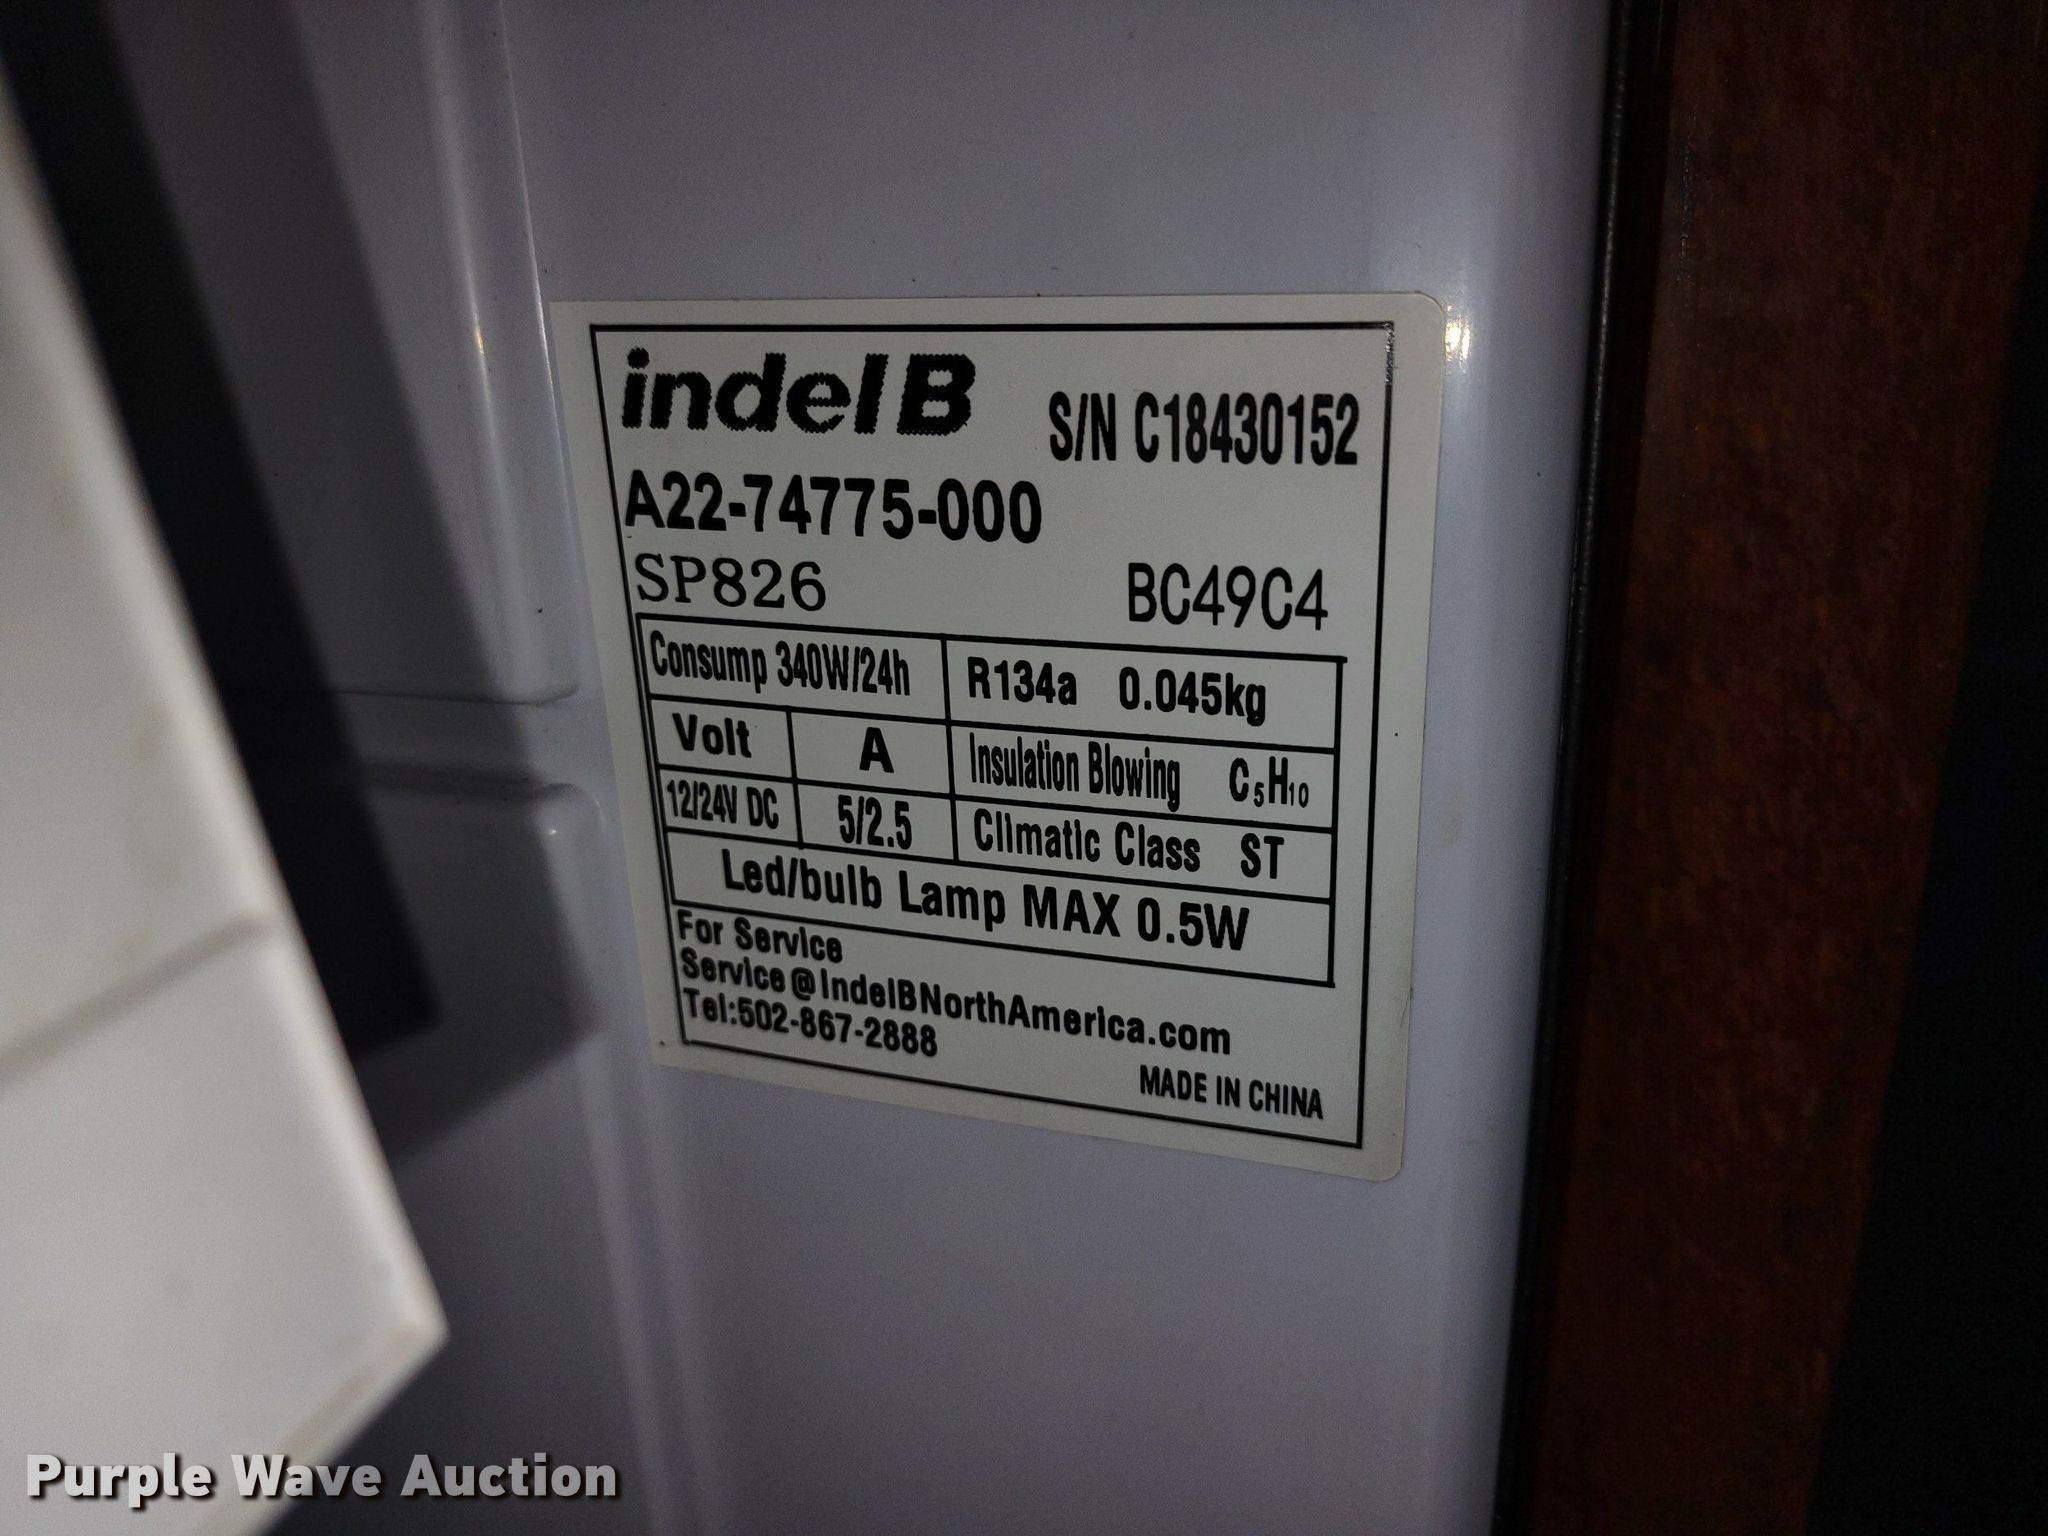 indel B
S/N C18430152
A22-74775-000
SP826 BC49C4
Consump 340W/24h R134a 0.045kg
Volt A Insulation Blowing C₅H₁₀
12/24V DC 5/2.5 Climatic Class ST
Led/bulb Lamp MAX 0.5W
For Service
Service@IndelBNorthAmerica.com
Tel:502-867-2888
MADE IN CHINA
Purple Wave Auction